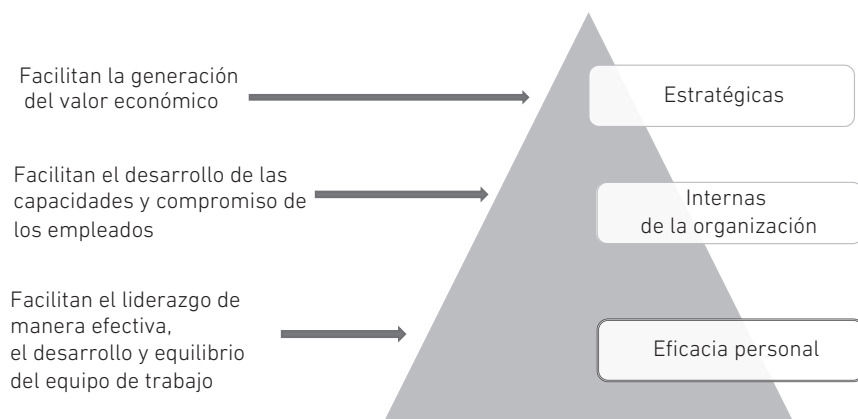 Facilitan la generación
del valor económico
Estratégicas
Facilitan el desarrollo de las
capacidades y compromiso de
los empleados
Internas
de la organización
Facilitan el liderazgo de
manera efectiva,
el desarrollo y equilibrio
del equipo de trabajo
Eficacia personal